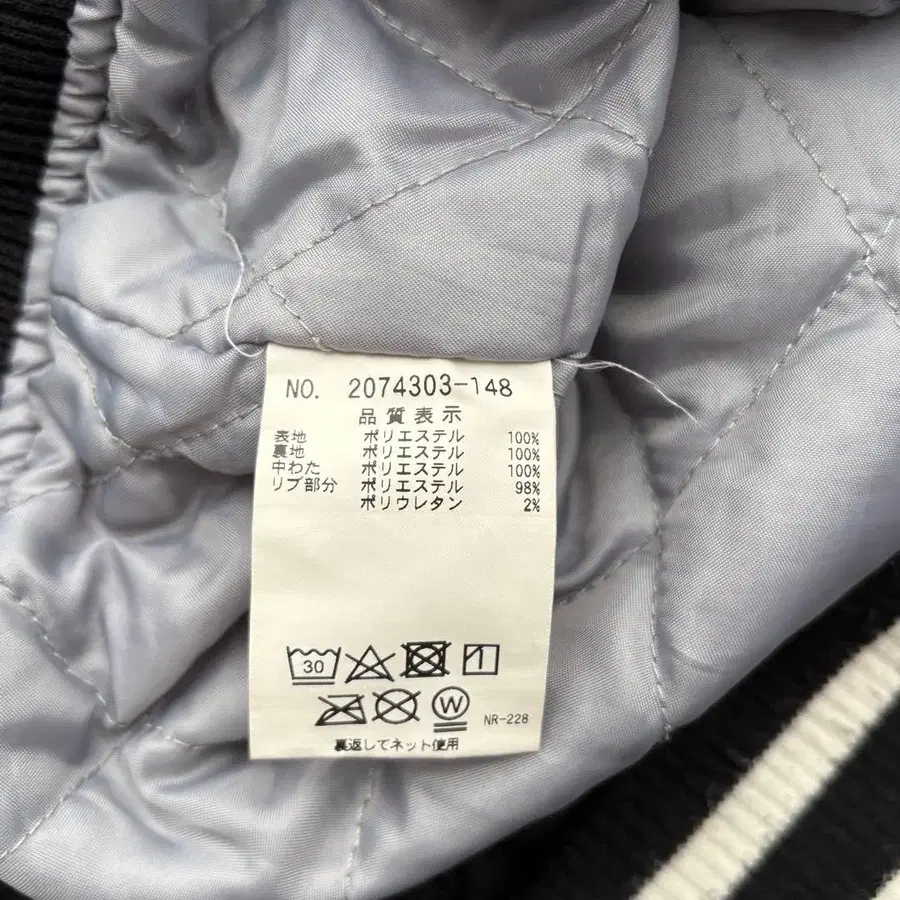 NO. 2074303-148
品質表示
表地 ポリエステル 100%
裏地 ポリエステル 100%
中わた ポリエステル 100%
リブ部分 ポリエステル 98%
ポリウレタン 2%
30
W
NR-228
裏返してネット使用